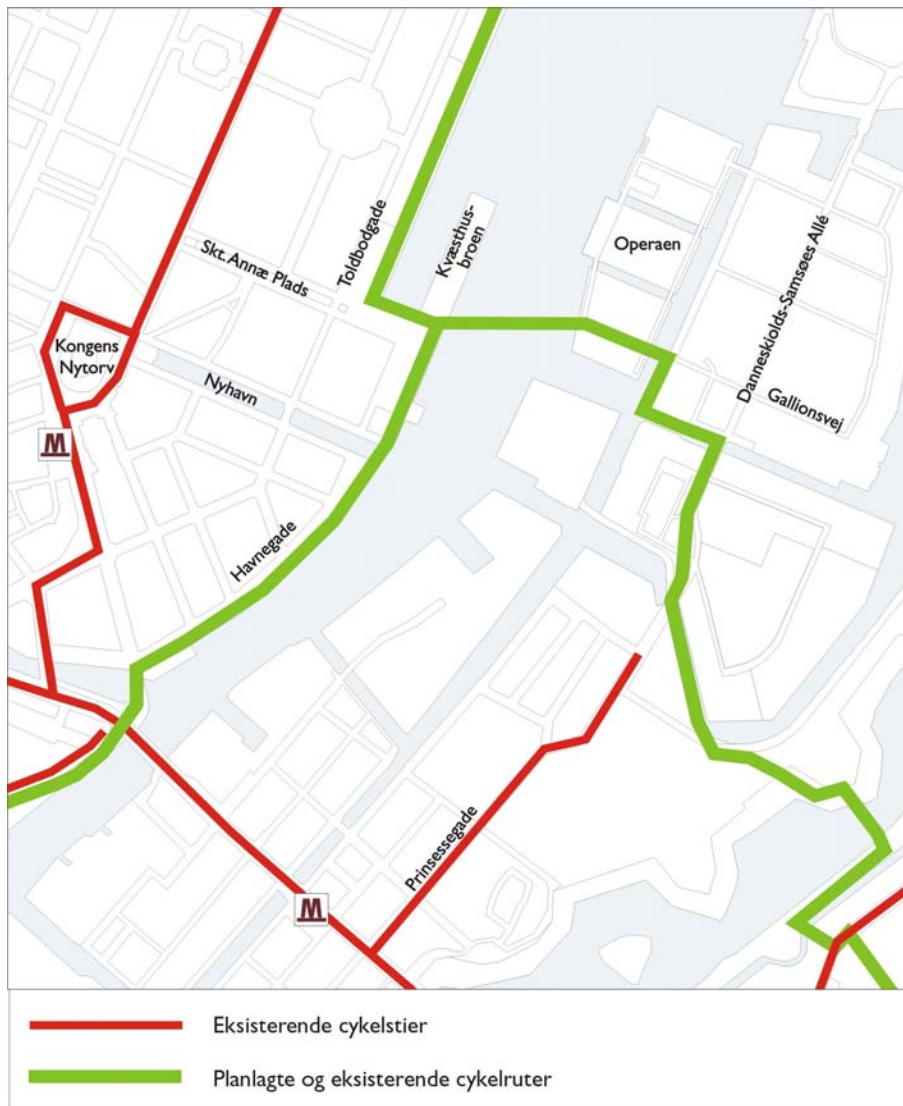 Skt. Annæ Plads
Toldbodgade
Kvæsthus-
broen
Operaen
Danneskiolds-Samsøes Allé
Kongens
Nytorv
Nyhavn
Gallionsvej
M
Havnegade
Prinsessegade
M
Eksisterende cykelstier
Planlagte og eksisterende cykelruter